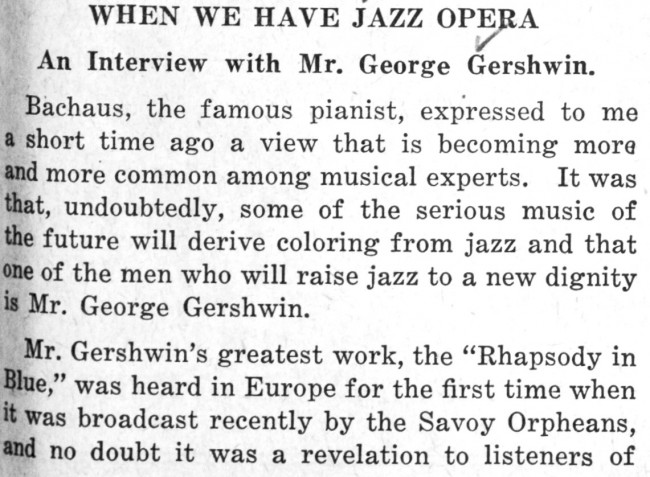 WHEN WE HAVE JAZZ OPERA
An Interview with Mr. George Gershwin.
Bachaus, the famous pianist, expressed to me
a short time ago a view that is becoming more
and more common among musical experts. It was
that, undoubtedly, some of the serious music of
the future will derive coloring from jazz and that
one of the men who will raise jazz to a new dignity
is Mr. George Gershwin.
Mr. Gershwin's greatest work, the "Rhapsody in
Blue," was heard in Europe for the first time when
it was broadcast recently by the Savoy Orpheans,
and no doubt it was a revelation to listeners of